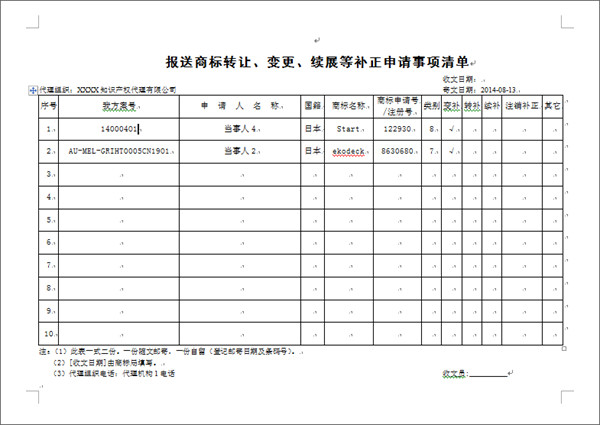 报送商标转让、变更、续展等补正申请事项清单
收文日期：
代理组织：XXXX知识产权代理有限公司 寄文日期：2014-08-13
序号 我方案号 申请人名称 国籍 商标名称 商标申请号/注册号 类别 变补 转补 续补 注销补正 其它
1. 14000401 当事人4 日本 Start 122930 8 √
2. AU-MEL-GRIHT0005CN1901 当事人2 日本 ekodeck 8630680 7 √
3.
4.
5.
6.
7.
8.
9.
10.
注：（1）此表一式二份。一份随文邮寄，一份自留（登记邮寄日期及条码号）。
（2）[收文日期]由商标局填写。
（3）代理组织电话：代理机构1电话 收文员：